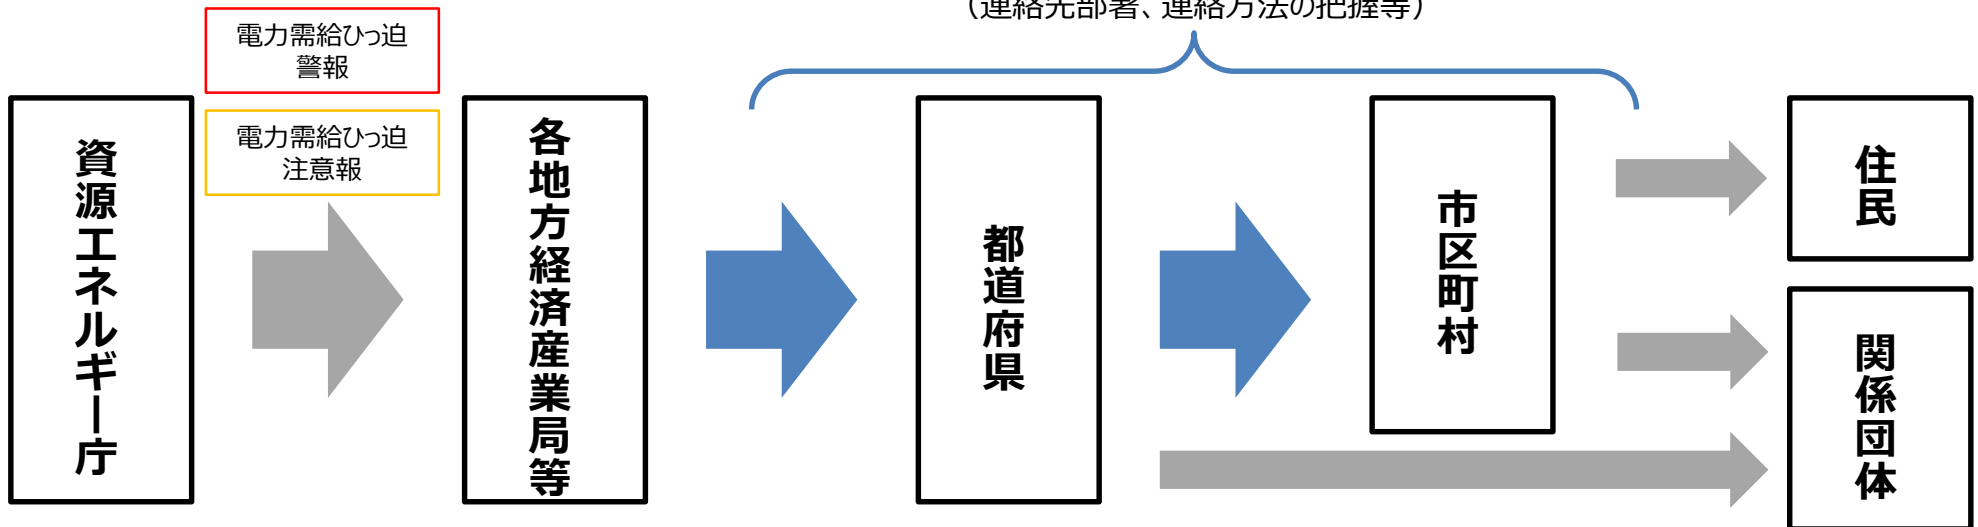 （連絡先部署、連絡方法の把握等）
電力需給ひっ迫
警報
電力需給ひっ迫
注意報
資源エネルギー庁
各地方経済産業局等
都道府県
市区町村
住民
関係団体